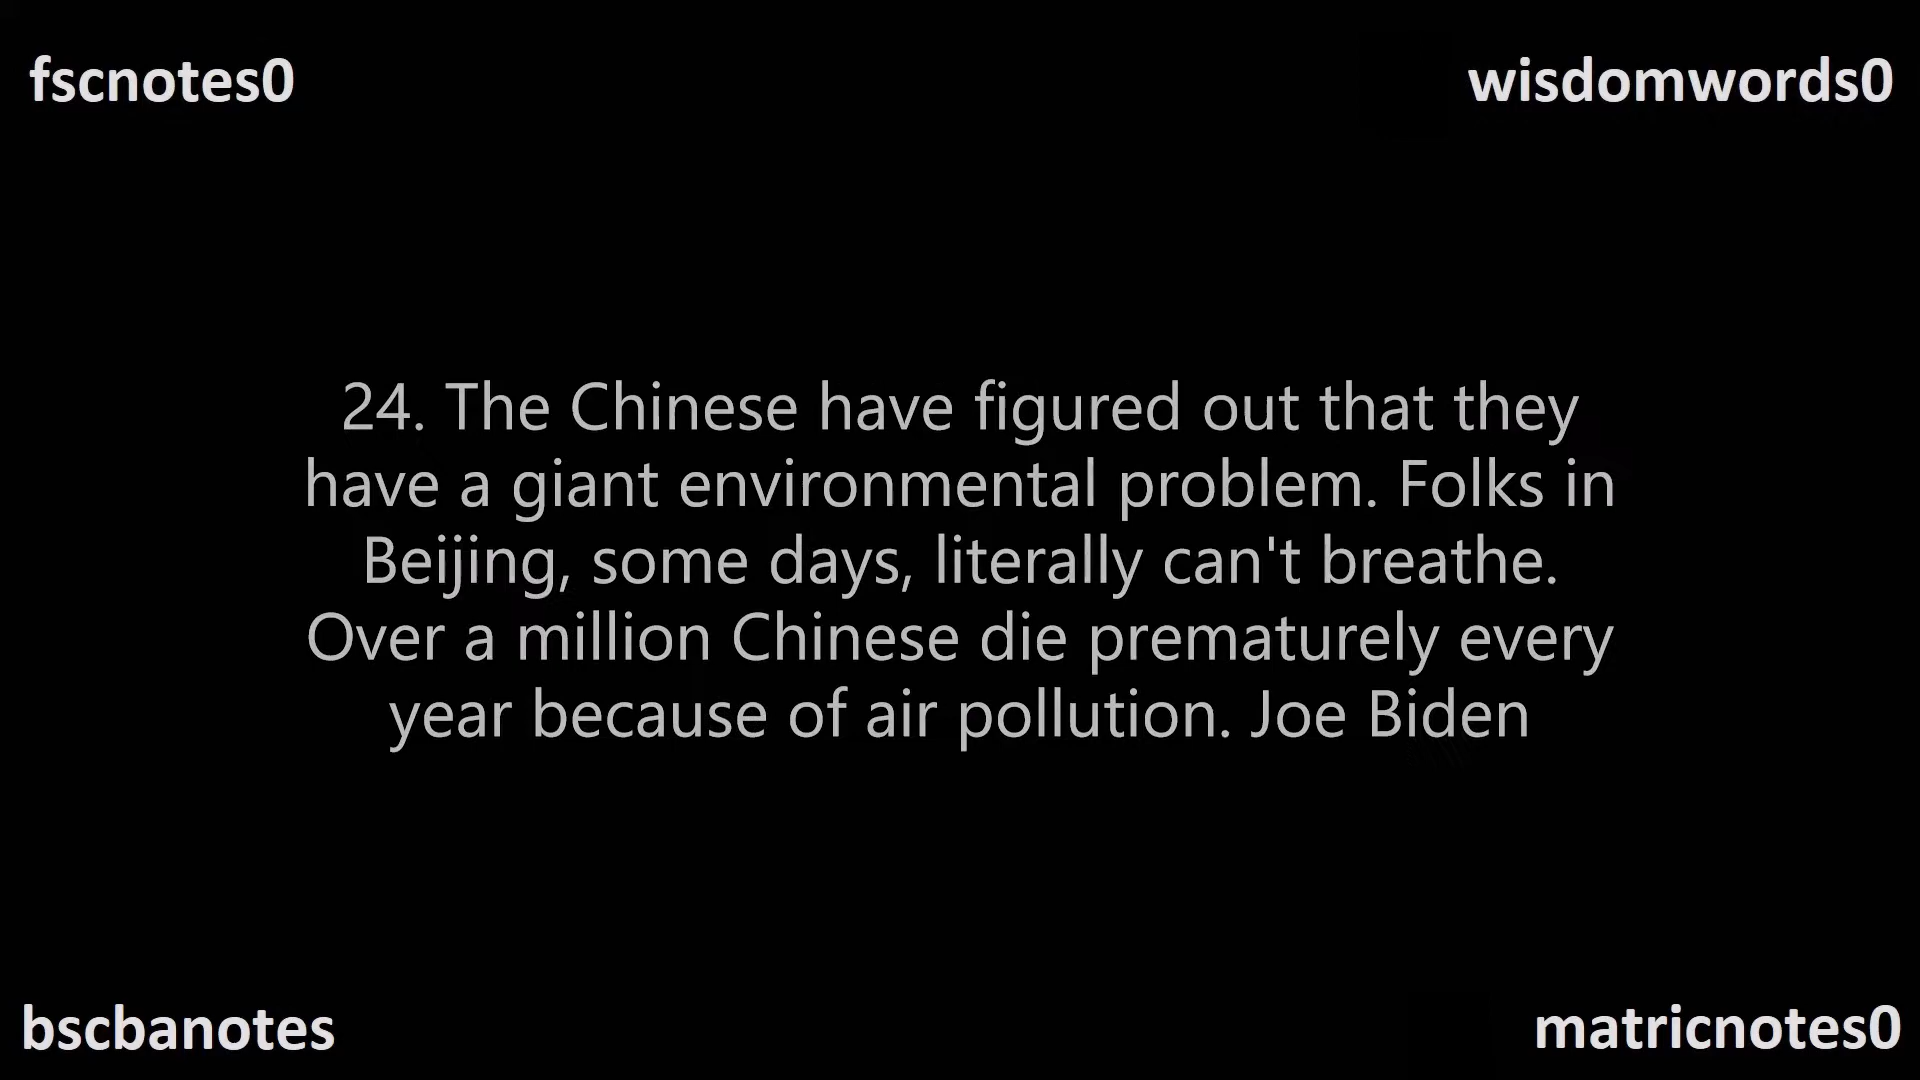 fscnotes0
wisdomwords0
24. The Chinese have figured out that they
have a giant environmental problem. Folks in
Beijing, some days, literally can't breathe.
Over a million Chinese die prematurely every
year because of air pollution. Joe Biden
bscbanotes
matricnotes0